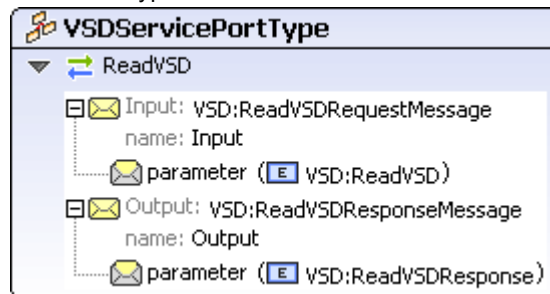 VSDServicePortType
ReadVSD
Input: VSD:ReadVSDRequestMessage
name: Input
parameter (E VSD:ReadVSD)
Output: VSD:ReadVSDResponseMessage
name: Output
parameter (E VSD:ReadVSDResponse)